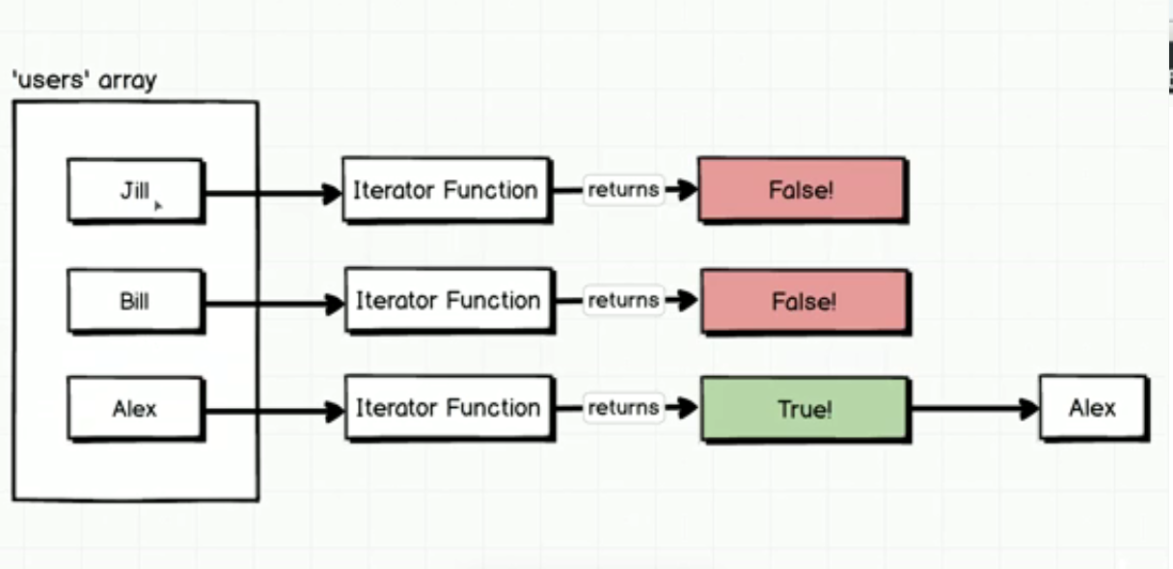 'users' array
Jill
Iterator Function
returns
False!
Bill
Iterator Function
returns
False!
Alex
Iterator Function
returns
True!
Alex